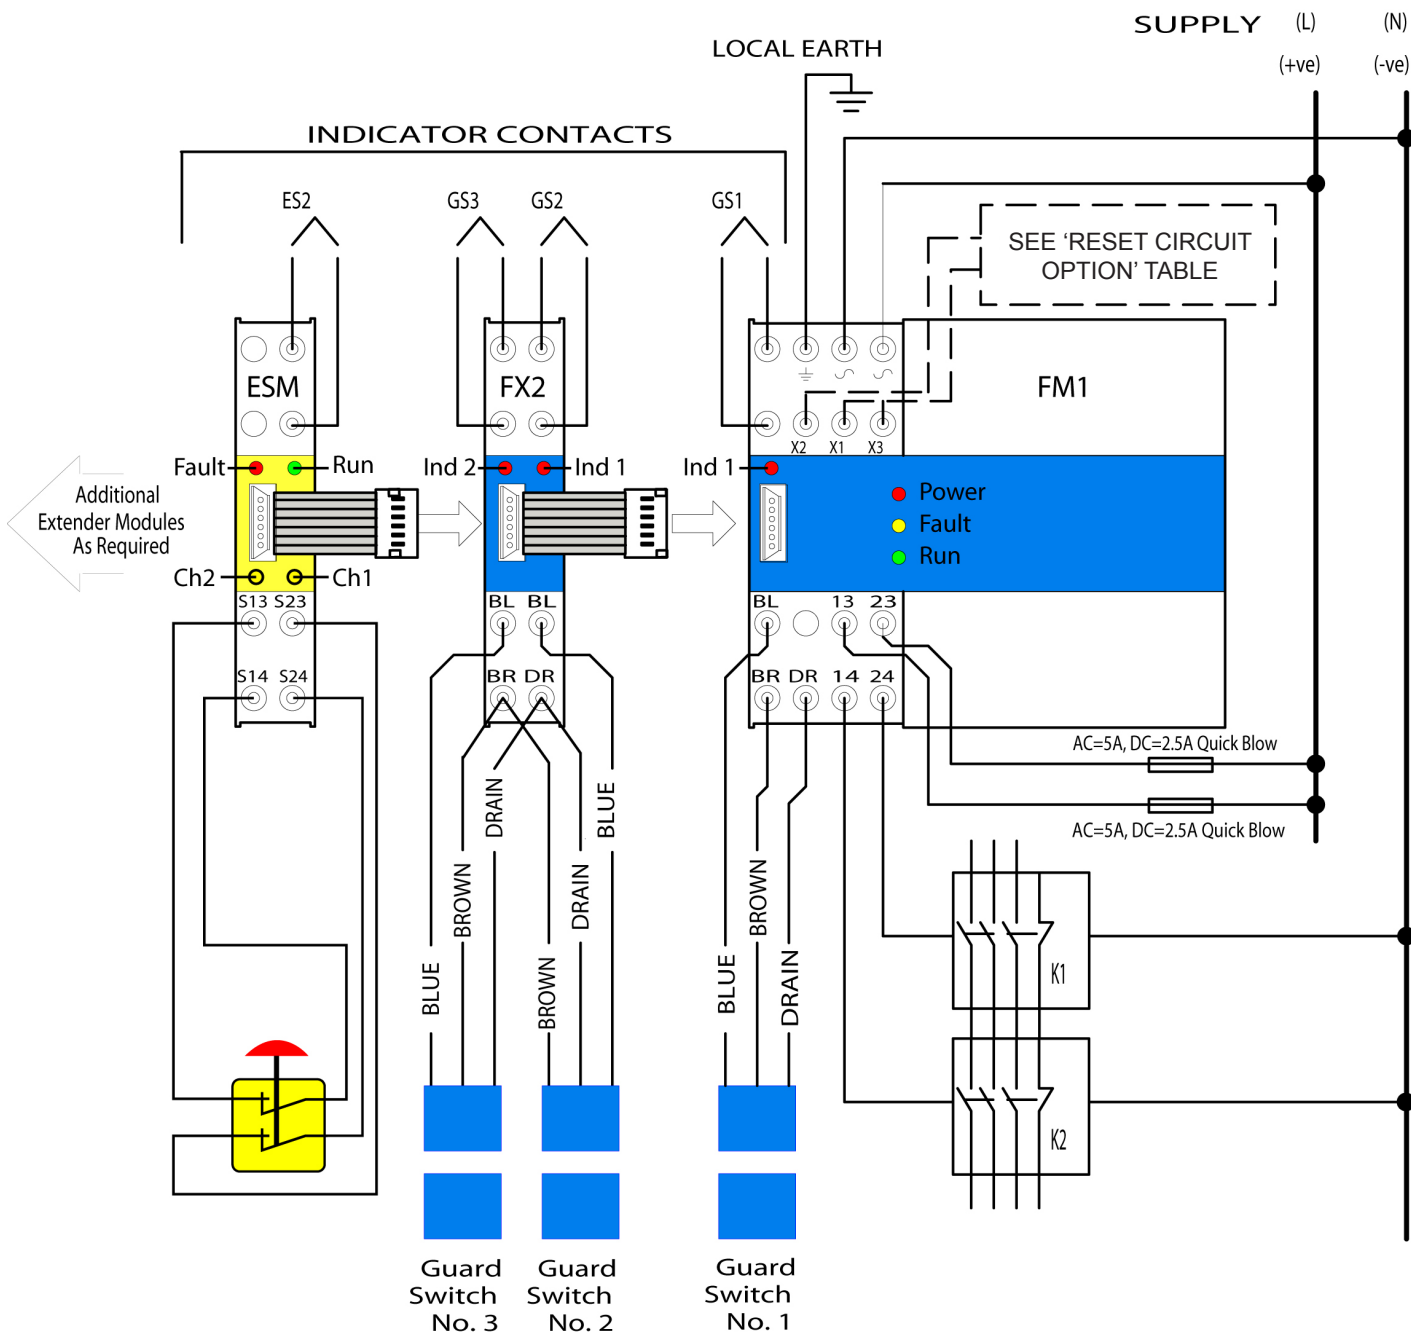 SUPPLY (L) (N)
(+ve) (-ve)
LOCAL EARTH
INDICATOR CONTACTS
ES2 GS3 GS2 GS1
SEE ‘RESET CIRCUIT
OPTION’ TABLE
ESM FX2 FM1
X2 X1 X3
Fault Run Ind 2 Ind 1 Ind 1
Power
Fault
Run
Additional
Extender Modules
As Required
Ch2 Ch1
S13 S23 BL BL BL 13 23
S14 S24 BR DR BR DR 14 24
AC=5A, DC=2.5A Quick Blow
AC=5A, DC=2.5A Quick Blow
BLUE
BROWN
DRAIN
BROWN
DRAIN
BLUE
BLUE
BROWN
DRAIN
K1
K2
Guard
Switch
No. 3
Guard
Switch
No. 2
Guard
Switch
No. 1